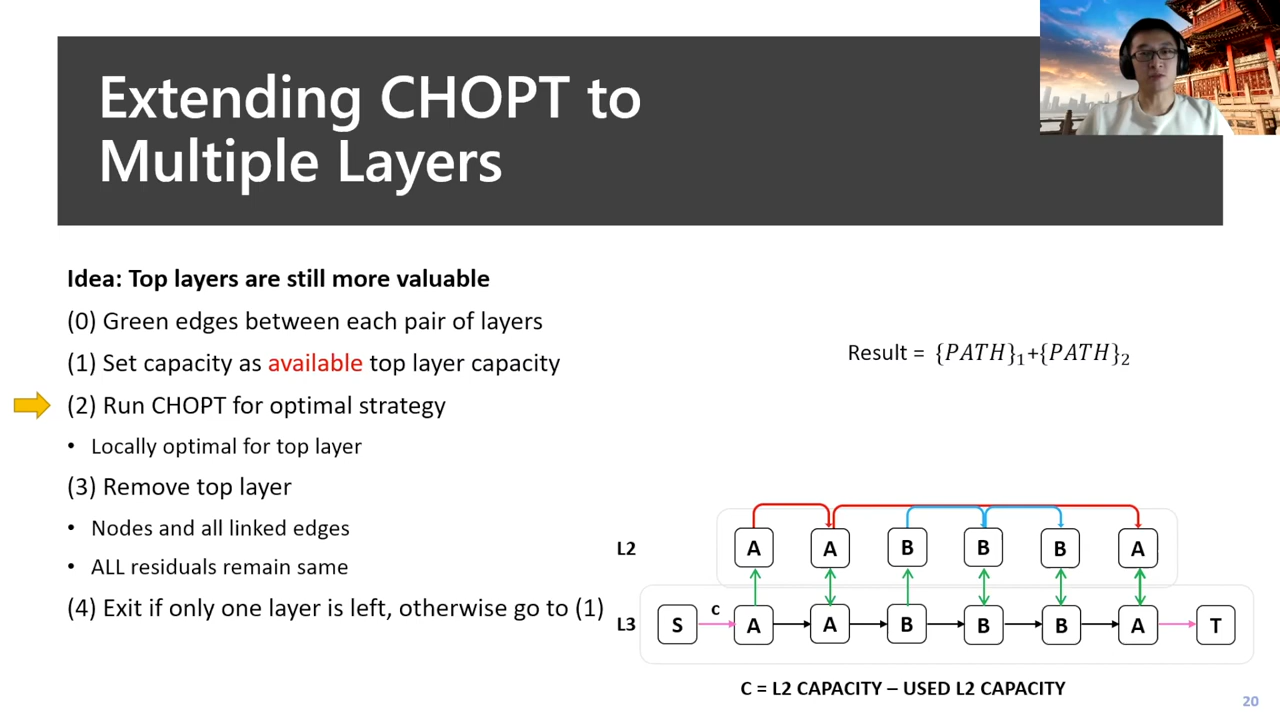 Extending CHOPT to
Multiple Layers
Idea: Top layers are still more valuable
(0) Green edges between each pair of layers
(1) Set capacity as available top layer capacity
(2) Run CHOPT for optimal strategy
• Locally optimal for top layer
(3) Remove top layer
• Nodes and all linked edges
• ALL residuals remain same
(4) Exit if only one layer is left, otherwise go to (1)
Result = {PATH}₁+{PATH}₂
L2 A A B B B A
L3 S c A A B B B A T
C = L2 CAPACITY – USED L2 CAPACITY
20